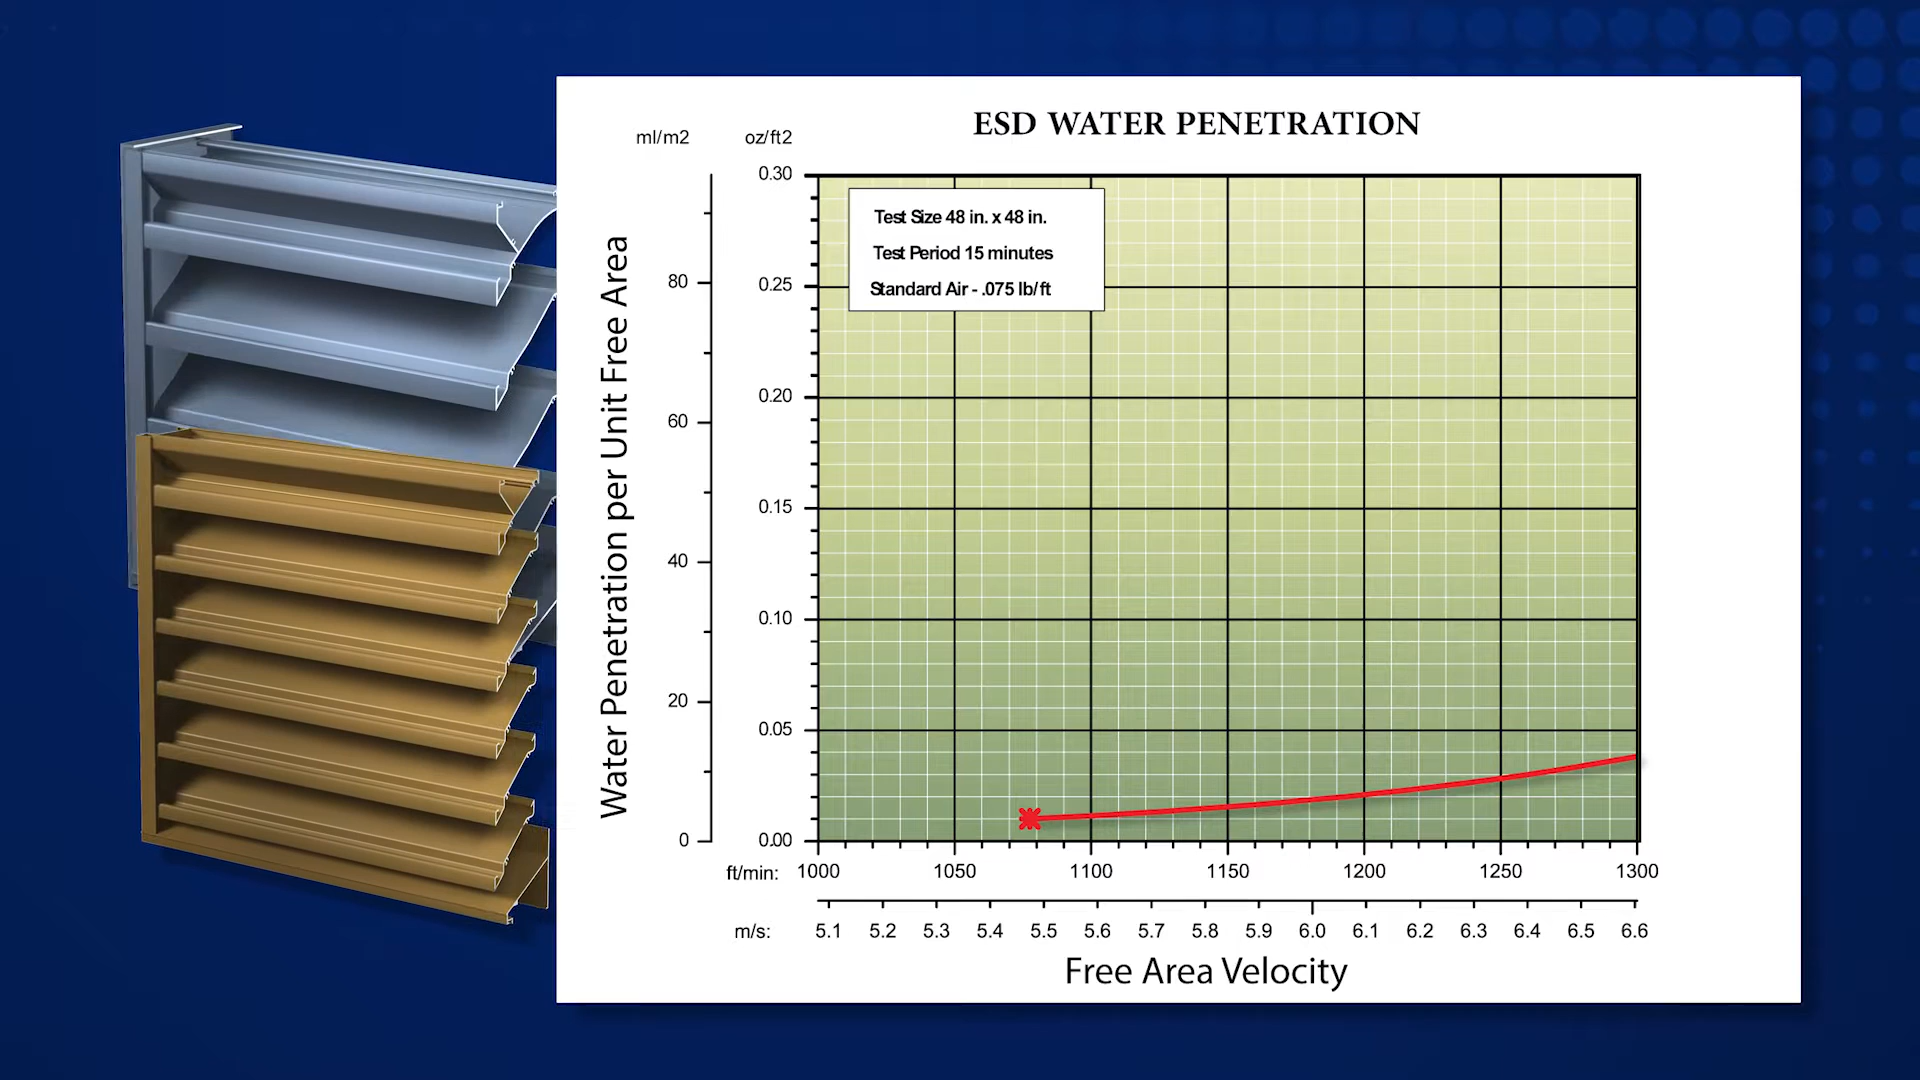 ESD WATER PENETRATION
ml/m2
oz/ft2
Test Size 48 in. x 48 in.
Test Period 15 minutes
Standard Air - .075 lb/ft
Water Penetration per Unit Free Area
80
60
40
20
0
0.30
0.25
0.20
0.15
0.10
0.05
0.00
ft/min: 1000 1050 1100 1150 1200 1250 1300
m/s: 5.1 5.2 5.3 5.4 5.5 5.6 5.7 5.8 5.9 6.0 6.1 6.2 6.3 6.4 6.5 6.6
Free Area Velocity